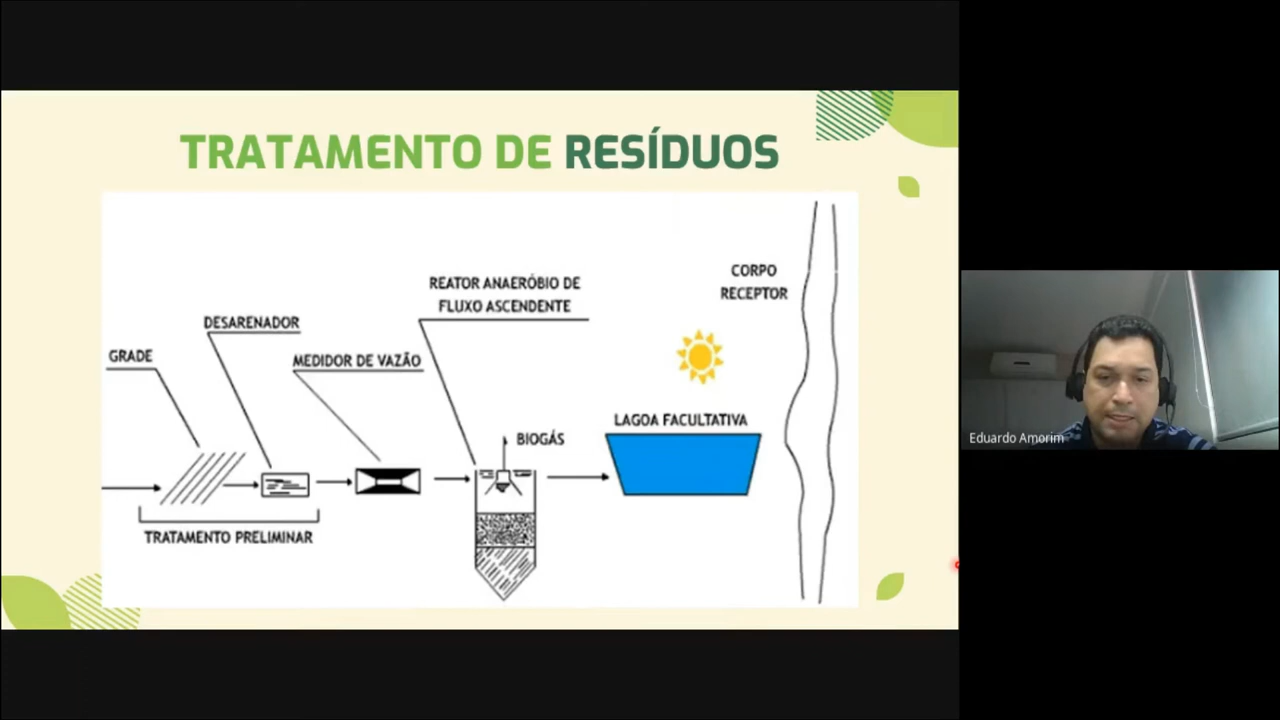 TRATAMENTO DE RESÍDUOS
CORPO
RECEPTOR
REATOR ANAERÓBIO DE
FLUXO ASCENDENTE
DESARENADOR
GRADE
MEDIDOR DE VAZÃO
LAGOA FACULTATIVA
BIOGÁS
TRATAMENTO PRELIMINAR
Eduardo Amorim